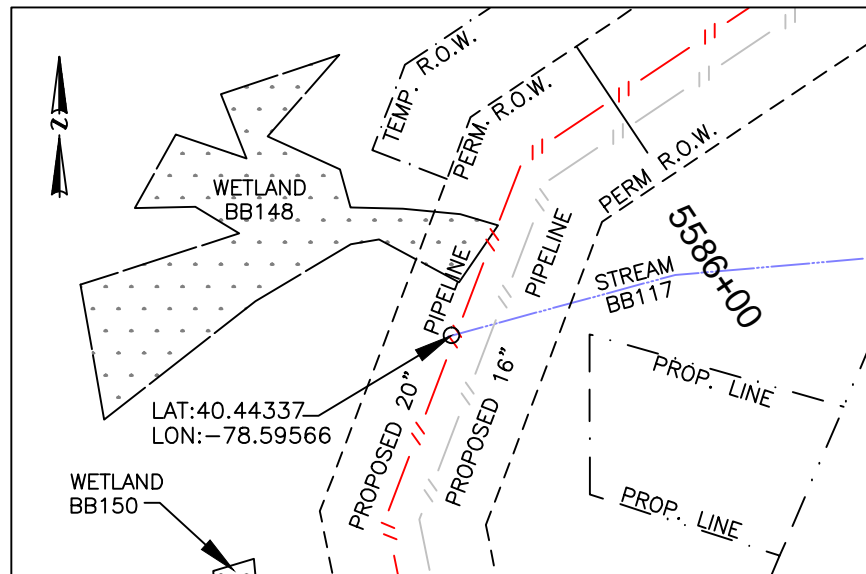 TEMP. R.O.W.
PERM. R.O.W.
PERM R.O.W.
N
WETLAND
BB148
5586+00
STREAM
BB117
PROPOSED 20" PIPELINE
PROPOSED 16" PIPELINE
LAT:40.44337
LON:-78.59566
PROP. LINE
PROP. LINE
WETLAND
BB150